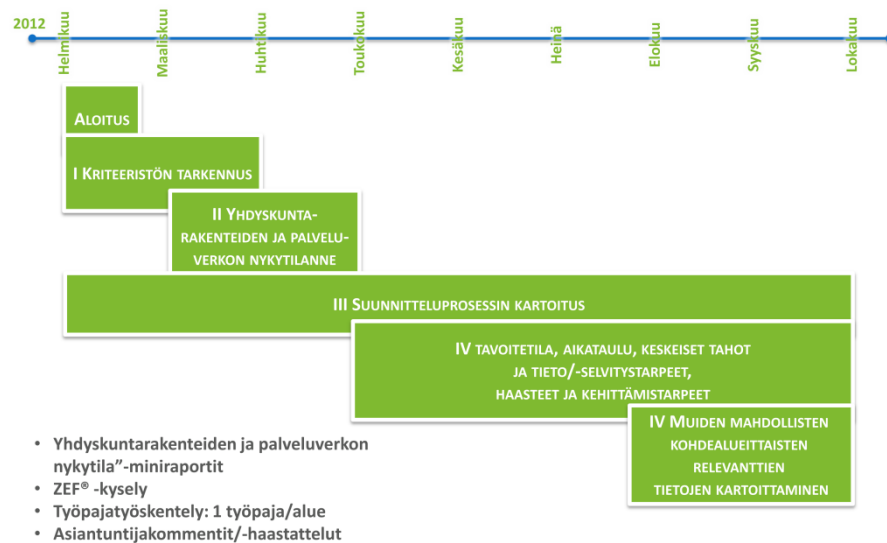 2012
Helmikuu
Maaliskuu
Huhtikuu
Toukokuu
Kesäkuu
Heinä
Elokuu
Syyskuu
Lokakuu
ALOITUS
I KRITEERISTÖN TARKENNUS
II YHDYSKUNTA-
RAKENTEIDEN JA PALVELU-
VERKON NYKYTILANNE
III SUUNNITTELUPROSESSIN KARTOITUS
IV TAVOITETILA, AIKATAULU, KESKEISET TAHOT
JA TIETO/-SELVITYSTARPEET,
HAASTEET JA KEHITTÄMISTARPEET
IV MUIDEN MAHDOLLISTEN
KOHDEALUEITTAISTEN
RELEVANTTIEN
TIETOJEN KARTOITTAMINEN
• Yhdyskuntarakenteiden ja palveluverkon
nykytila”-miniraportit
• ZEF® -kysely
• Työpajatyöskentely: 1 työpaja/alue
• Asiantuntijakommentit/-haastattelut